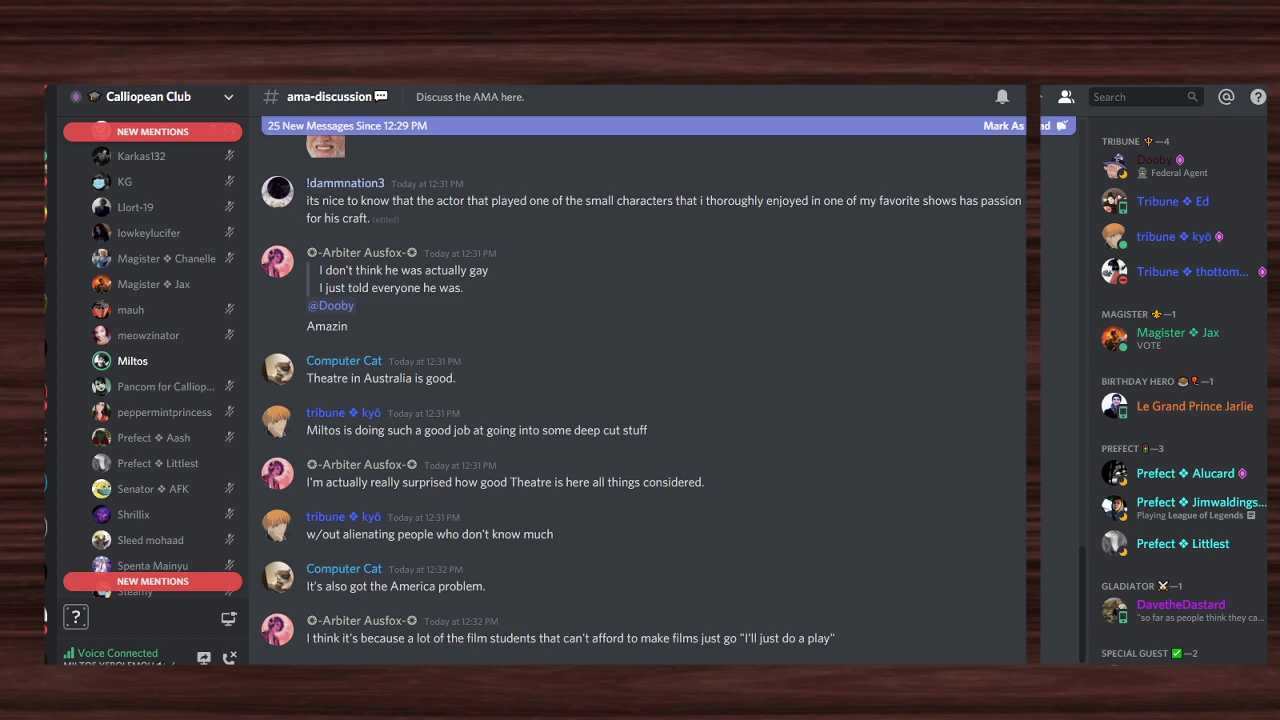 Calliopean Club
NEW MENTIONS
Karkas132
KG
Llort-19
lowkeylucifer
Magister ❖ Chanelle
Magister ❖ Jax
mauh
meowzinator
Miltos
Pancom for Calliop...
peppermintprincess
Prefect ❖ Aash
Prefect ❖ Littlest
Senator ❖ AFK
Shrillix
Sleed mohaad
Spenta Mainyu
NEW MENTIONS
Steamy
?
Voice Connected
# ama-discussion
Discuss the AMA here.
25 New Messages Since 12:29 PM
Mark As
ad
!dammnation3 Today at 12:31 PM
its nice to know that the actor that played one of the small characters that i thoroughly enjoyed in one of my favorite shows has passion
for his craft. (edited)
✪-Arbiter Ausfox-✪ Today at 12:31 PM
I don't think he was actually gay
I just told everyone he was.
@Dooby
Amazin
Computer Cat Today at 12:31 PM
Theatre in Australia is good.
tribune ❖ kyō Today at 12:31 PM
Miltos is doing such a good job at going into some deep cut stuff
✪-Arbiter Ausfox-✪ Today at 12:31 PM
I'm actually really surprised how good Theatre is here all things considered.
tribune ❖ kyō Today at 12:31 PM
w/out alienating people who don't know much
Computer Cat Today at 12:32 PM
It's also got the America problem.
✪-Arbiter Ausfox-✪ Today at 12:32 PM
I think it's because a lot of the film students that can't afford to make films just go "I'll just do a play"
Search
TRIBUNE 🔱—4
Dooby
Federal Agent
Tribune ❖ Ed
tribune ❖ kyō
Tribune ❖ thottom...
MAGISTER ⚜—1
Magister ❖ Jax
VOTE
BIRTHDAY HERO 🎂🎈—1
Le Grand Prince Jarlie
PREFECT —3
Prefect ❖ Alucard
Prefect ❖ Jimwaldings...
Playing League of Legends
Prefect ❖ Littlest
GLADIATOR ⚔—1
DavetheDastard
"so far as people think they ca...
SPECIAL GUEST ✅—2